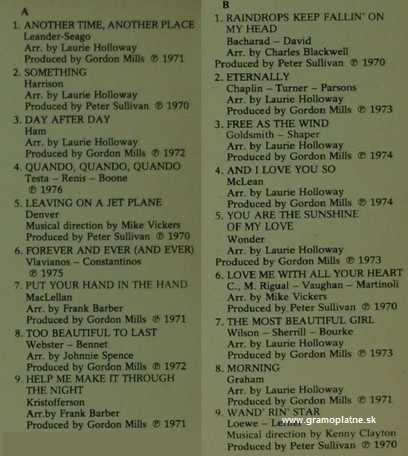 A
1. ANOTHER TIME, ANOTHER PLACE
Leander-Seago
Arr. by Laurie Holloway
Produced by Gordon Mills ℗ 1971
2. SOMETHING
Harrison
Arr. by Laurie Holloway
Produced by Peter Sullivan ℗ 1970
3. DAY AFTER DAY
Ham
Arr. by Laurie Holloway
Produced by Gordon Mills ℗ 1972
4. QUANDO, QUANDO, QUANDO
Testa – Renis – Boone
℗ 1976
5. LEAVING ON A JET PLANE
Denver
Musical direction by Mike Vickers
Produced by Peter Sullivan ℗ 1970
6. FOREVER AND EVER (AND EVER)
Vlavianos – Constantinos
℗ 1975
7. PUT YOUR HAND IN THE HAND
MacLellan
Arr. by Frank Barber
Produced by Gordon Mills ℗ 1971
8. TOO BEAUTIFUL TO LAST
Webster – Bennet
Arr. by Johnnie Spence
Produced by Gordon Mills ℗ 1972
9. HELP ME MAKE IT THROUGH
THE NIGHT
Kristofferson
Arr.by Frank Barber
Produced by Gordon Mills ℗ 1971
B
1. RAINDROPS KEEP FALLIN' ON
MY HEAD
Bacharad – David
Arr. by Charles Blackwell
Produced by Peter Sullivan ℗ 1970
2. ETERNALLY
Chaplin – Turner – Parsons
Arr. by Laurie Holloway
Produced by Gordon Mills ℗ 1973
3. FREE AS THE WIND
Goldsmith – Shaper
Arr. by Laurie Holloway
Produced by Gordon Mills ℗ 1974
4. AND I LOVE YOU SO
McLean
Arr. by Laurie Holloway
Produced by Gordon Mills ℗ 1974
5. YOU ARE THE SUNSHINE
OF MY LOVE
Wonder
Arr. by Laurie Holloway
Produced by Gordon Mills ℗ 1973
6. LOVE ME WITH ALL YOUR HEART
C., M. Rigual – Vaughan – Martinoli
Arr. by Mike Vickers
Produced by Peter Sullivan ℗ 1970
7. THE MOST BEAUTIFUL GIRL
Wilson – Sherrill – Bourke
Arr. by Laurie Holloway
Produced by Gordon Mills ℗ 1973
8. MORNING
Graham
Arr. by Laurie Holloway
Produced by Gordon Mills ℗ 1971
9. WAND' RIN' STAR
www.gramoplatne.sk
Loewe –
Musical direction by Kenny Clayton
Produced by Peter Sullivan ℗ 1970